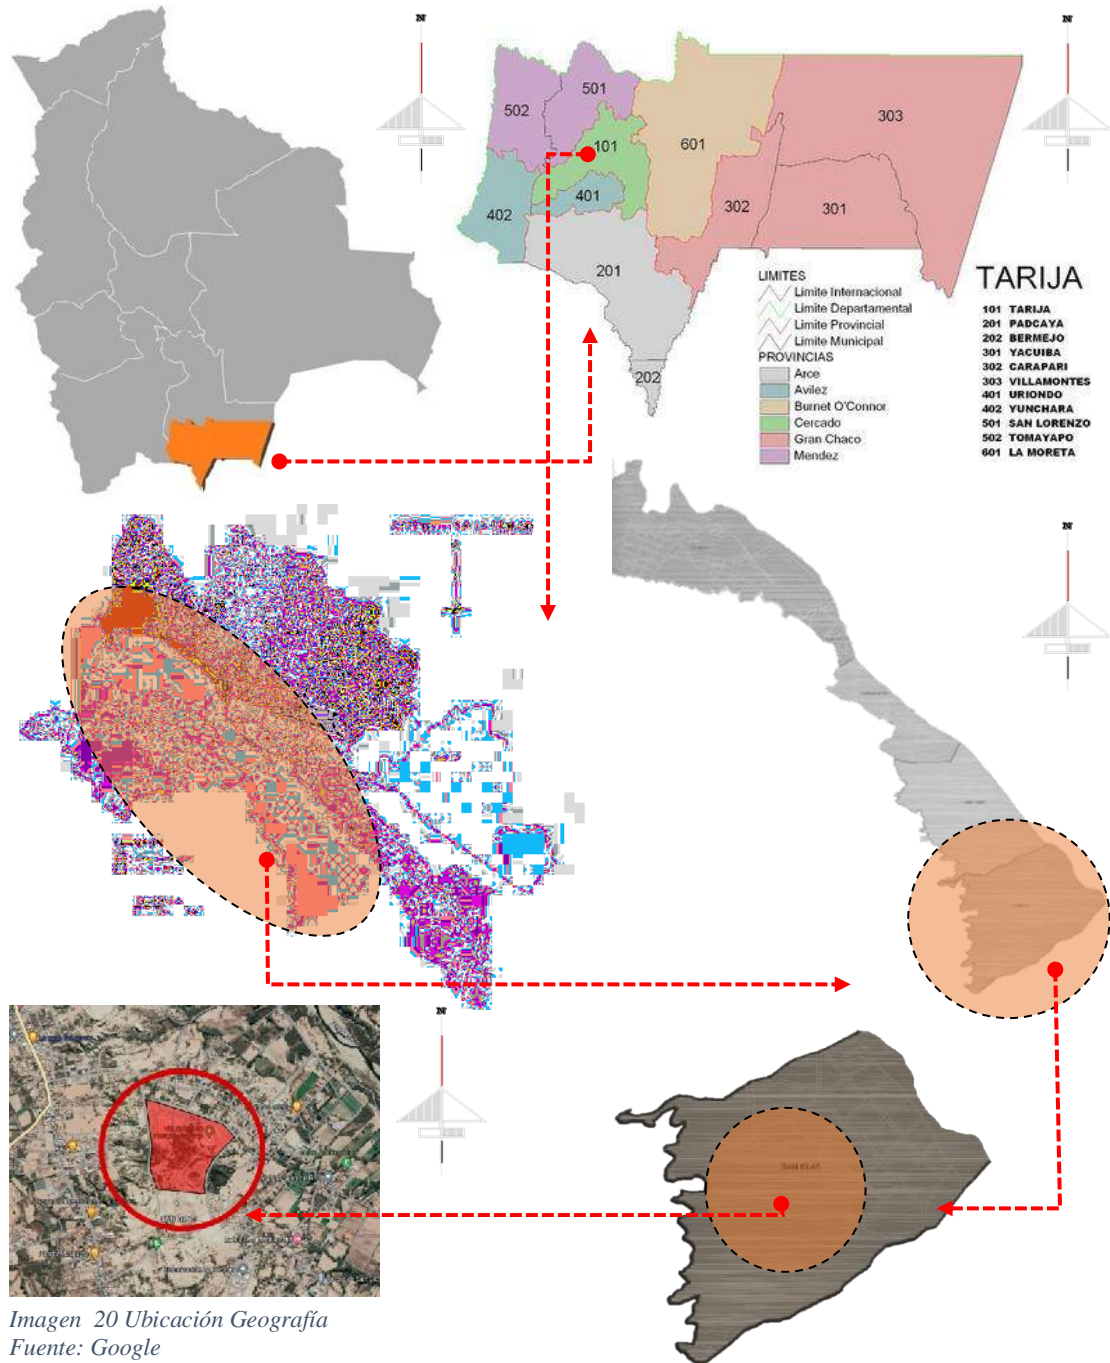 N
N
501
502
303
101
601
401
402
302
301
201
202
LIMITES
Limite Internacional
Limite Departamental
Limite Provincial
Limite Municipal
PROVINCIAS
Arce
Avilez
Burnet O'Connor
Cercado
Gran Chaco
Mendez
TARIJA
101 TARIJA
201 PADCAYA
202 BERMEJO
301 YACUIBA
302 CARAPARI
303 VILLAMONTES
401 URIONDO
402 YUNCHARA
501 SAN LORENZO
502 TOMAYAPO
601 LA MORETA
N
N
SAN BLAS
Imagen 20 Ubicación Geografía
Fuente: Google